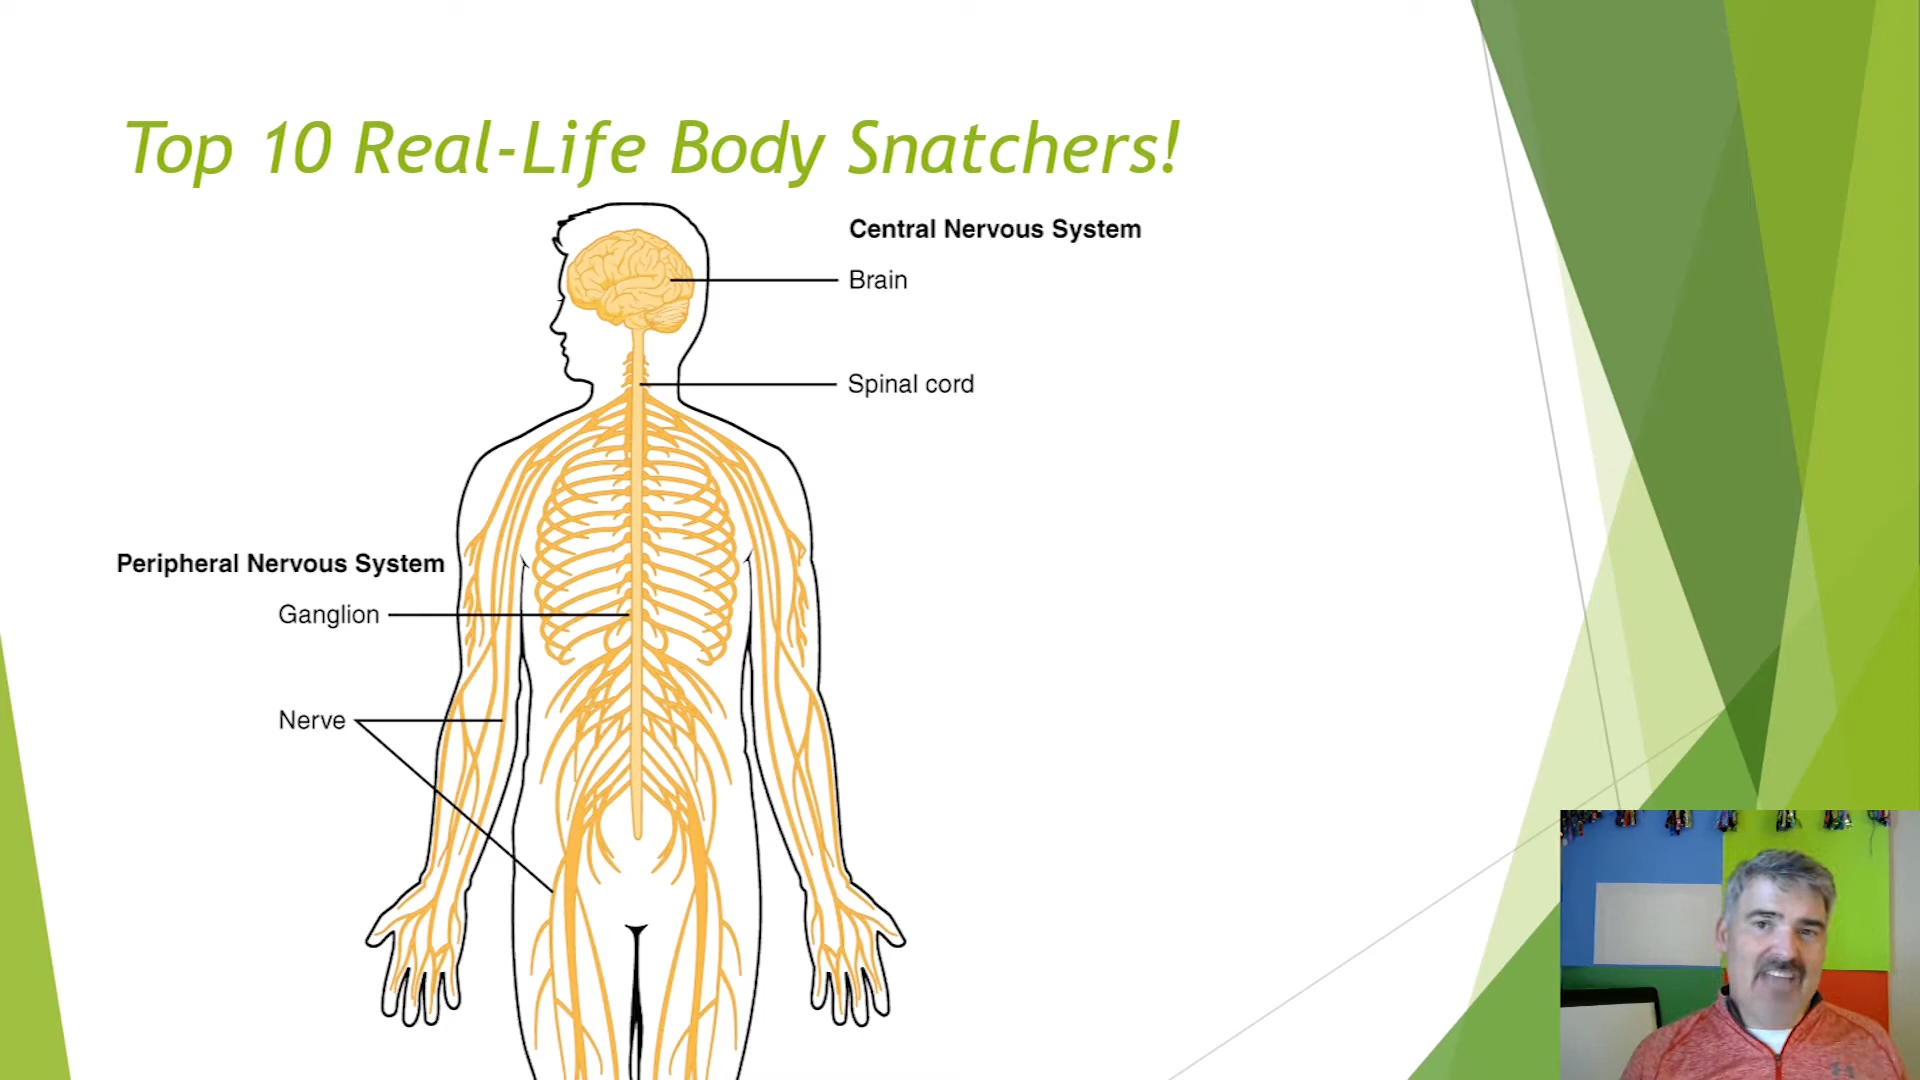 Top 10 Real-Life Body Snatchers!
Central Nervous System
Brain
Spinal cord
Peripheral Nervous System
Ganglion
Nerve